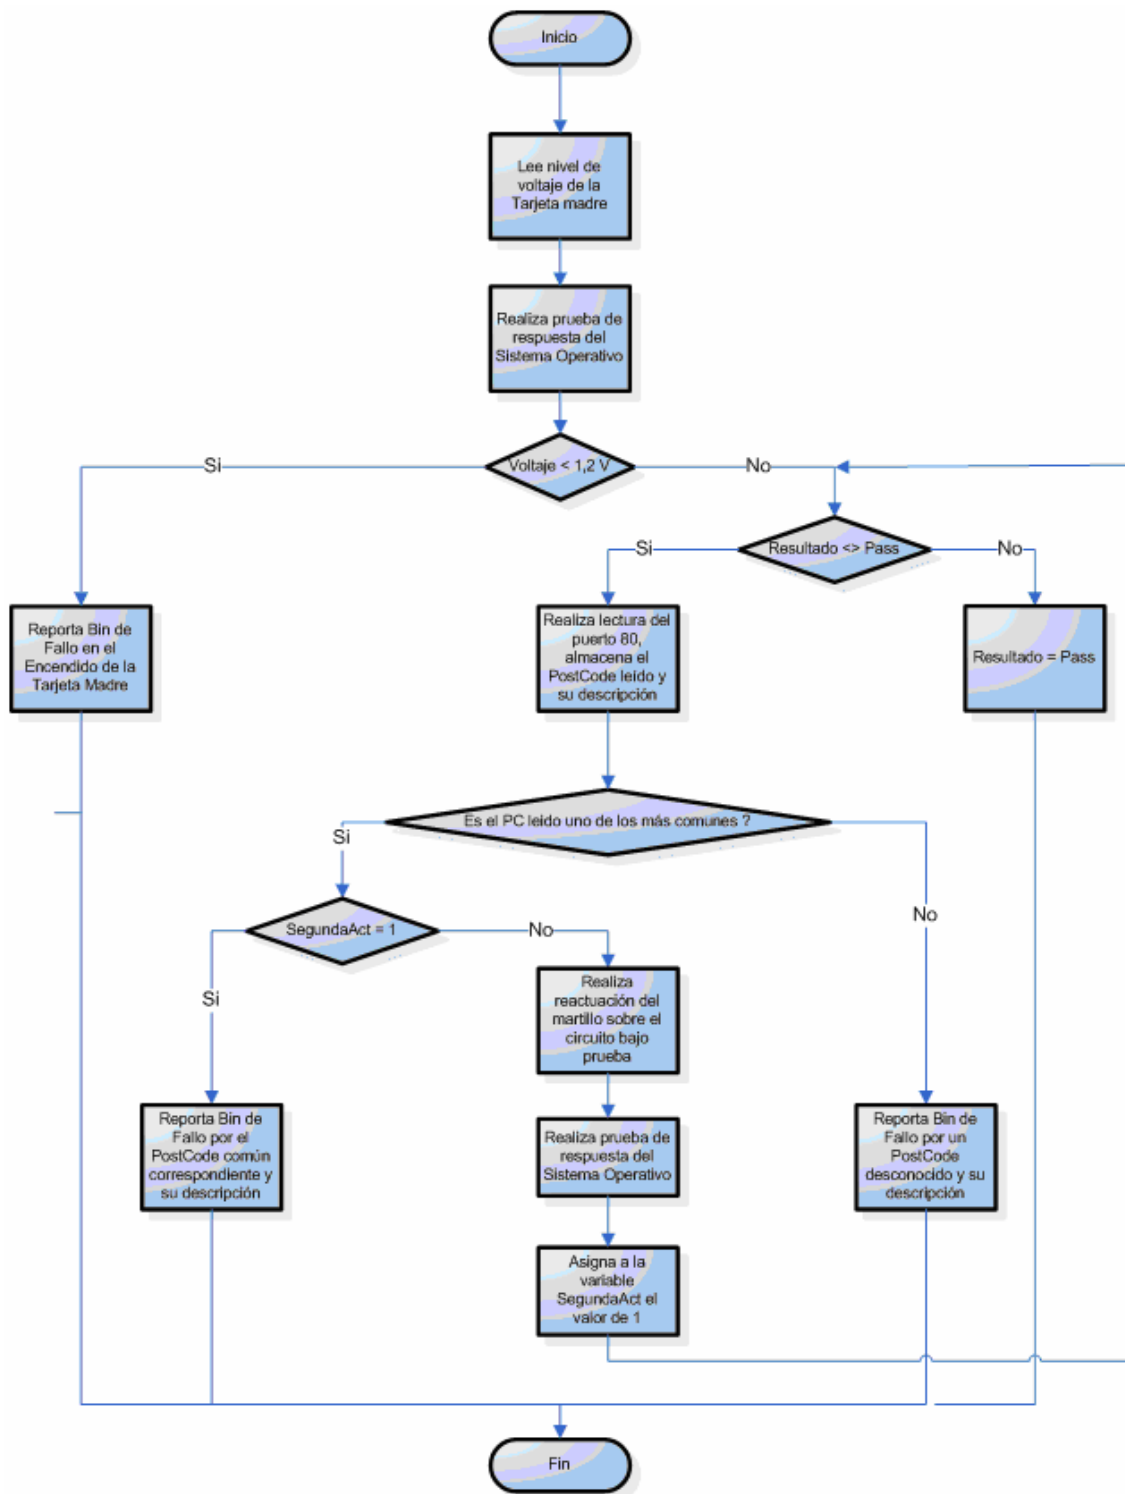 Inicio
Lee nivel de
voltaje de la
Tarjeta madre
Realiza prueba de
respuesta del
Sistema Operativo
Voltaje < 1,2 V
Si
No
Resultado <> Pass
Si
No
Reporta Bin de
Fallo en el
Encendido de la
Tarjeta Madre
Realiza lectura del
puerto 80,
almacena el
PostCode leído y
su descripción
Resultado = Pass
Es el PC leido uno de los más comunes ?
Si
No
SegundaAct = 1
Si
No
Realiza
reactuación del
martillo sobre el
circuito bajo
prueba
Reporta Bin de
Fallo por el
PostCode común
correspondiente y
su descripción
Realiza prueba de
respuesta del
Sistema Operativo
Reporta Bin de
Fallo por un
PostCode
desconocido y su
descripción
Asigna a la
variable
SegundaAct el
valor de 1
Fin